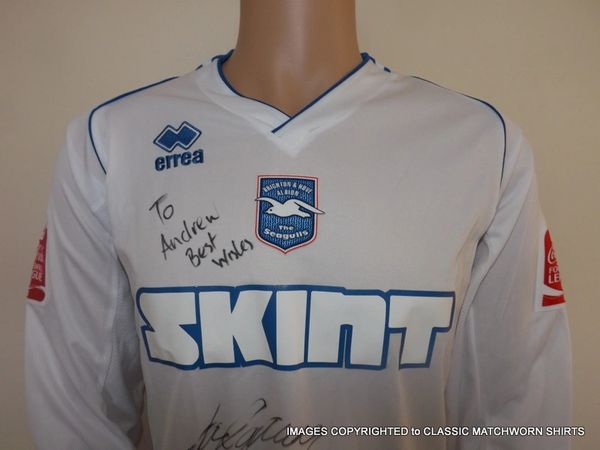 errea
BRIGHTON & HOVE
ALBION
The
Seagulls
To
Andrew
Best
Wishes
SKINT
IMAGES COPYRIGHTED to CLASSIC MATCHWORN SHIRTS